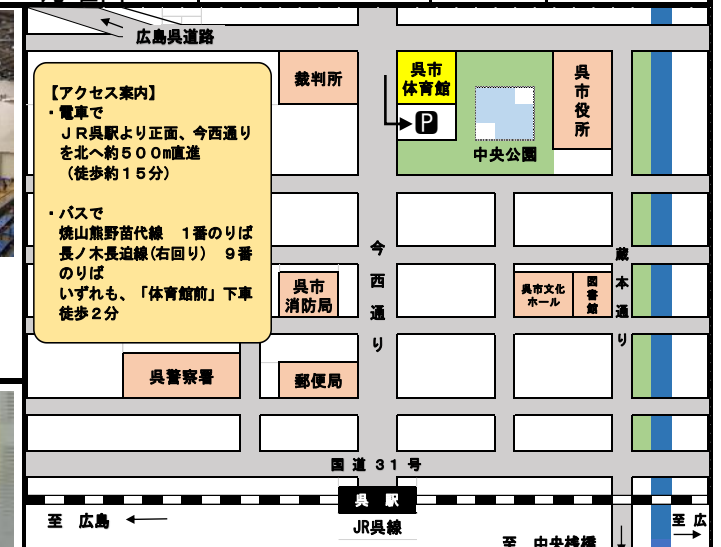 広島呉道路
【アクセス案内】
・電車で
ＪＲ呉駅より正面、今西通り
を北へ約５００ｍ直進
（徒歩約１５分）
・バスで
焼山熊野苗代線　１番のりば
長ノ木長迫線(右回り)　９番
のりば
いずれも、「体育館前」下車
徒歩２分
裁判所
呉市
体育館
P
中央公園
呉市役所
今西通り
蔵本通り
呉市
消防局
呉市文化
ホール
図書館
呉警察署
郵便局
国道３１号
呉　駅
JR呉線
至　広島
至　広
至　中央桟橋